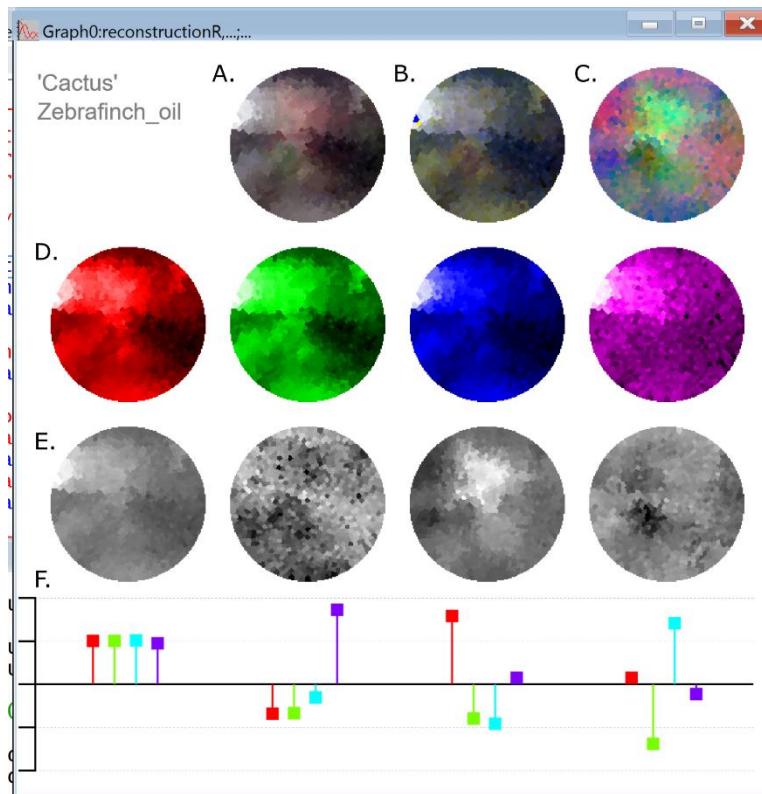 Graph0:reconstructionR,...;...
'Cactus'
Zebrafinch_oil
A.
B.
C.
D.
E.
F.